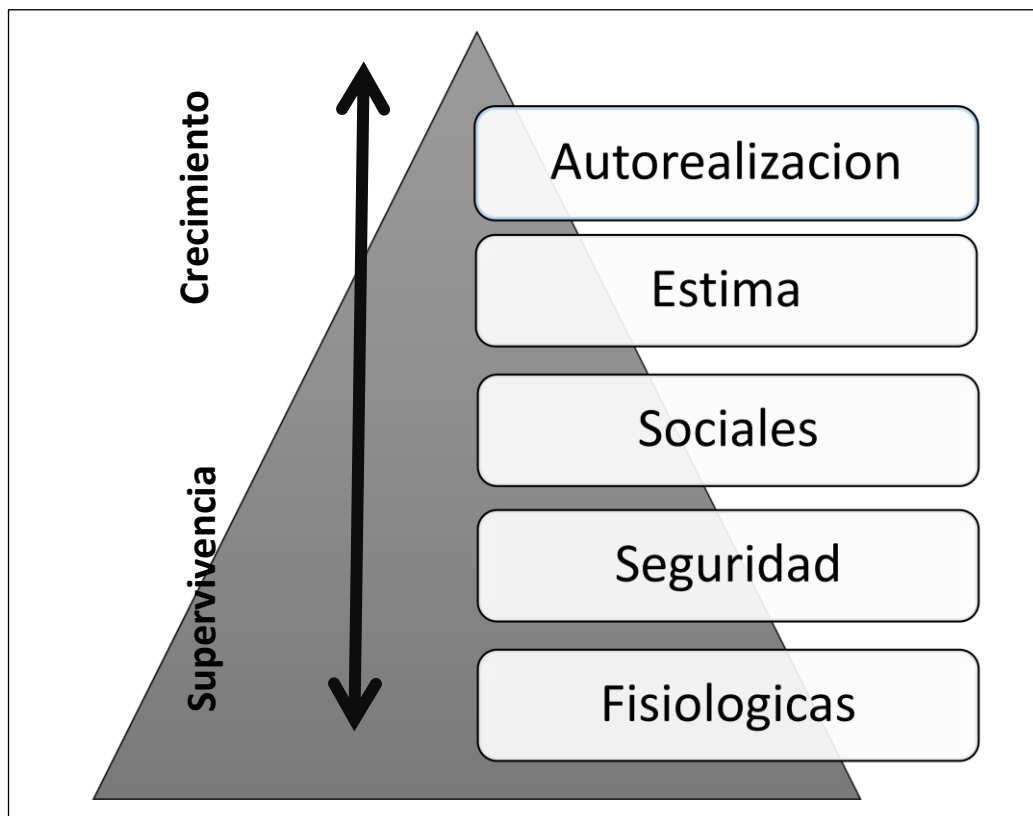 Crecimiento
Supervivencia
Autorealizacion
Estima
Sociales
Seguridad
Fisiologicas